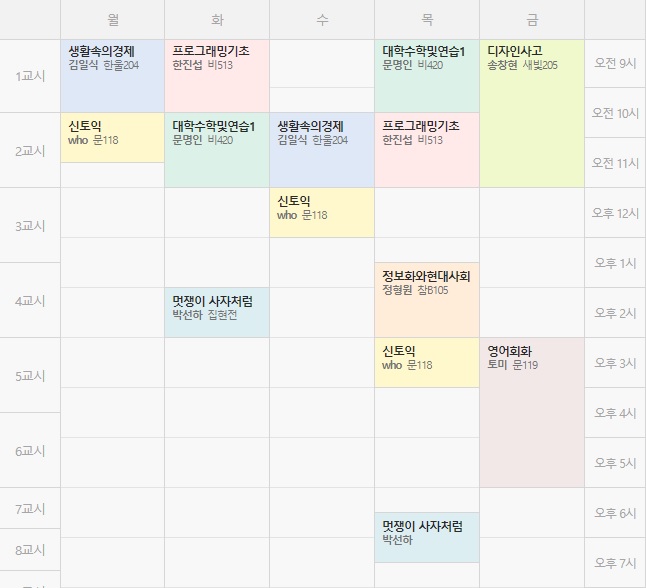 월 화 수 목 금
1교시
생활속의경제
김일식 한울204
프로그래밍기초
한진섭 비513
대학수학및연습1
문명인 비420
디자인사고
송창현 새빛205
오전 9시
오전 10시
2교시
신토익
who 문118
대학수학및연습1
문명인 비420
생활속의경제
김일식 한울204
프로그래밍기초
한진섭 비513
오전 11시
3교시
신토익
who 문118
오후 12시
오후 1시
4교시
멋쟁이 사자처럼
박선하 집현전
정보화와현대사회
정형원 참B105
오후 2시
5교시
신토익
who 문118
영어회화
토미 문119
오후 3시
오후 4시
6교시
오후 5시
7교시
오후 6시
8교시
멋쟁이 사자처럼
박선하
오후 7시